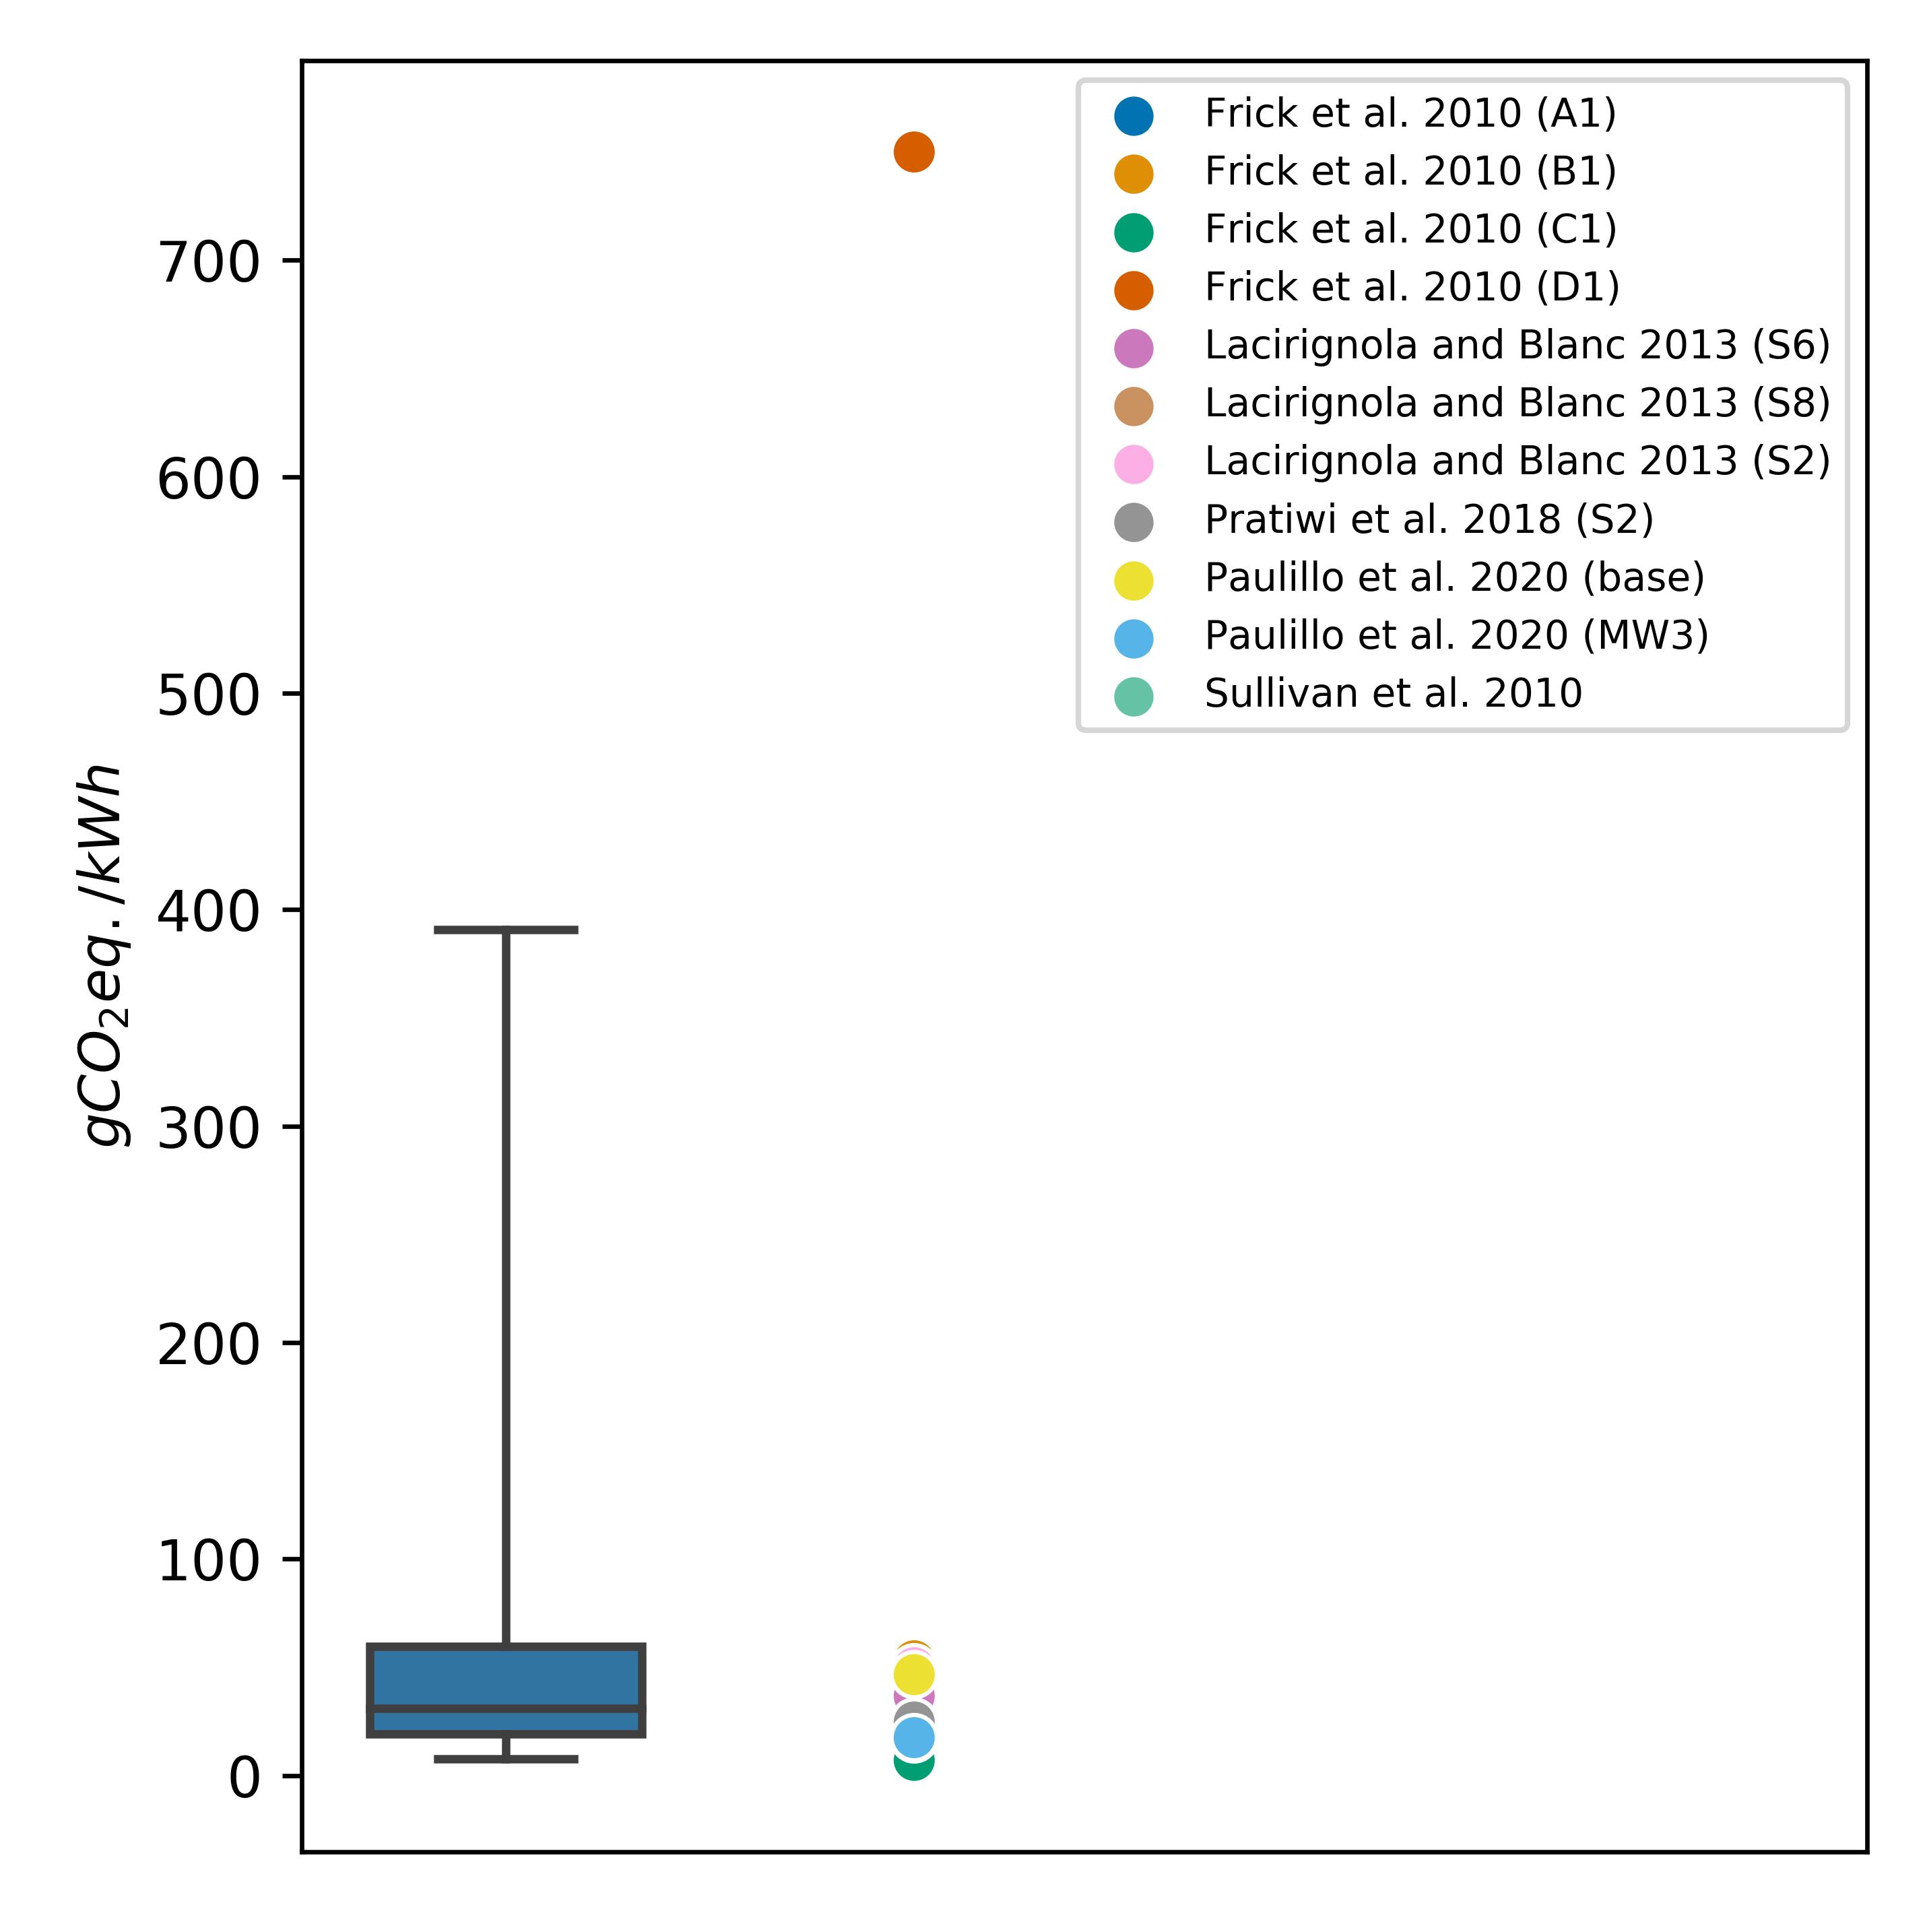 gCO₂eq./kWh
700
600
500
400
300
200
100
0
Frick et al. 2010 (A1)
Frick et al. 2010 (B1)
Frick et al. 2010 (C1)
Frick et al. 2010 (D1)
Lacirignola and Blanc 2013 (S6)
Lacirignola and Blanc 2013 (S8)
Lacirignola and Blanc 2013 (S2)
Pratiwi et al. 2018 (S2)
Paulillo et al. 2020 (base)
Paulillo et al. 2020 (MW3)
Sullivan et al. 2010